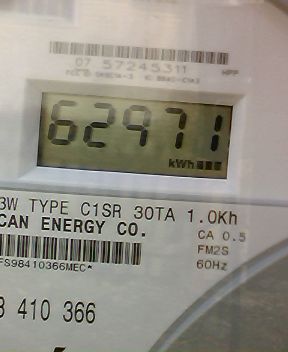 07 57245311
HPP
62971
kWh
3W TYPE C1SR 30TA 1.0Kh
CAN ENERGY CO.
CA 0.5
FM2S
60Hz
FS98410366MEC*
8 410 366